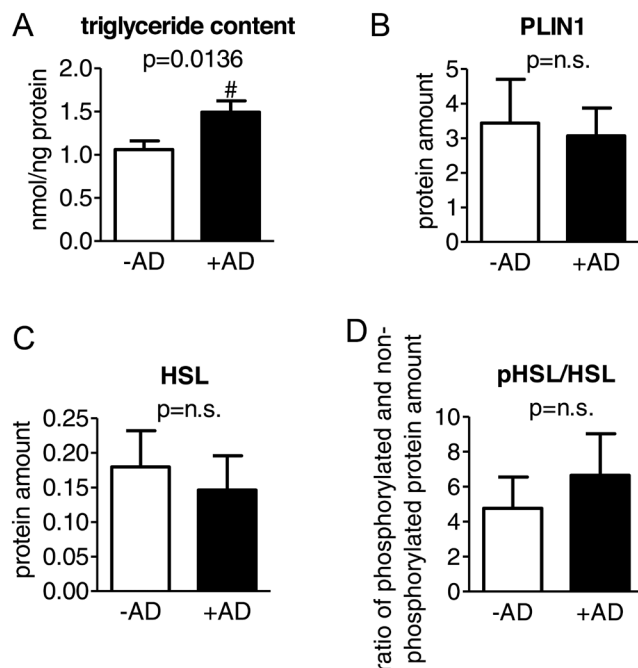 A
triglyceride content
p=0.0136
#
nmol/ng protein
2.0
1.5
1.0
0.5
0.0
-AD +AD
B
PLIN1
p=n.s.
protein amount
5
4
3
2
1
0
-AD +AD
C
HSL
p=n.s.
protein amount
0.25
0.20
0.15
0.10
0.05
0.00
-AD +AD
D
pHSL/HSL
p=n.s.
ratio of phosphorylated and non-
phosphorylated protein amount
10
8
6
4
2
0
-AD +AD